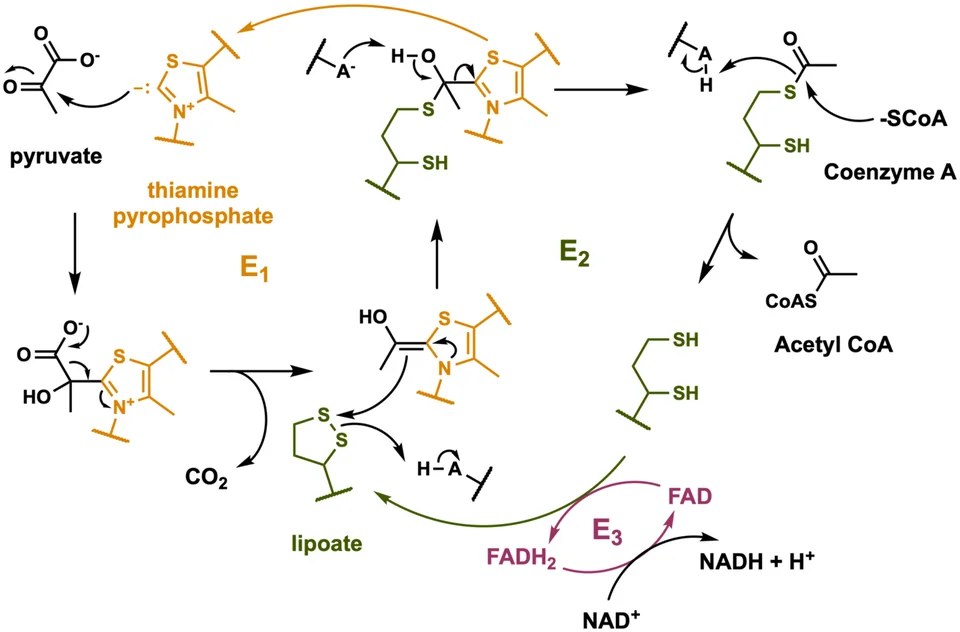 O
O-
O
pyruvate
S
-:
N+
thiamine
pyrophosphate
E1
A-
H-O
S
N
S
SH
A
H
O
S
SH
-SCoA
Coenzyme A
E2
O
CoAS
Acetyl CoA
O-
O
HO
S
N+
CO2
HO
S
N
S
S
H-A
lipoate
SH
SH
FAD
E3
FADH2
NADH + H+
NAD+